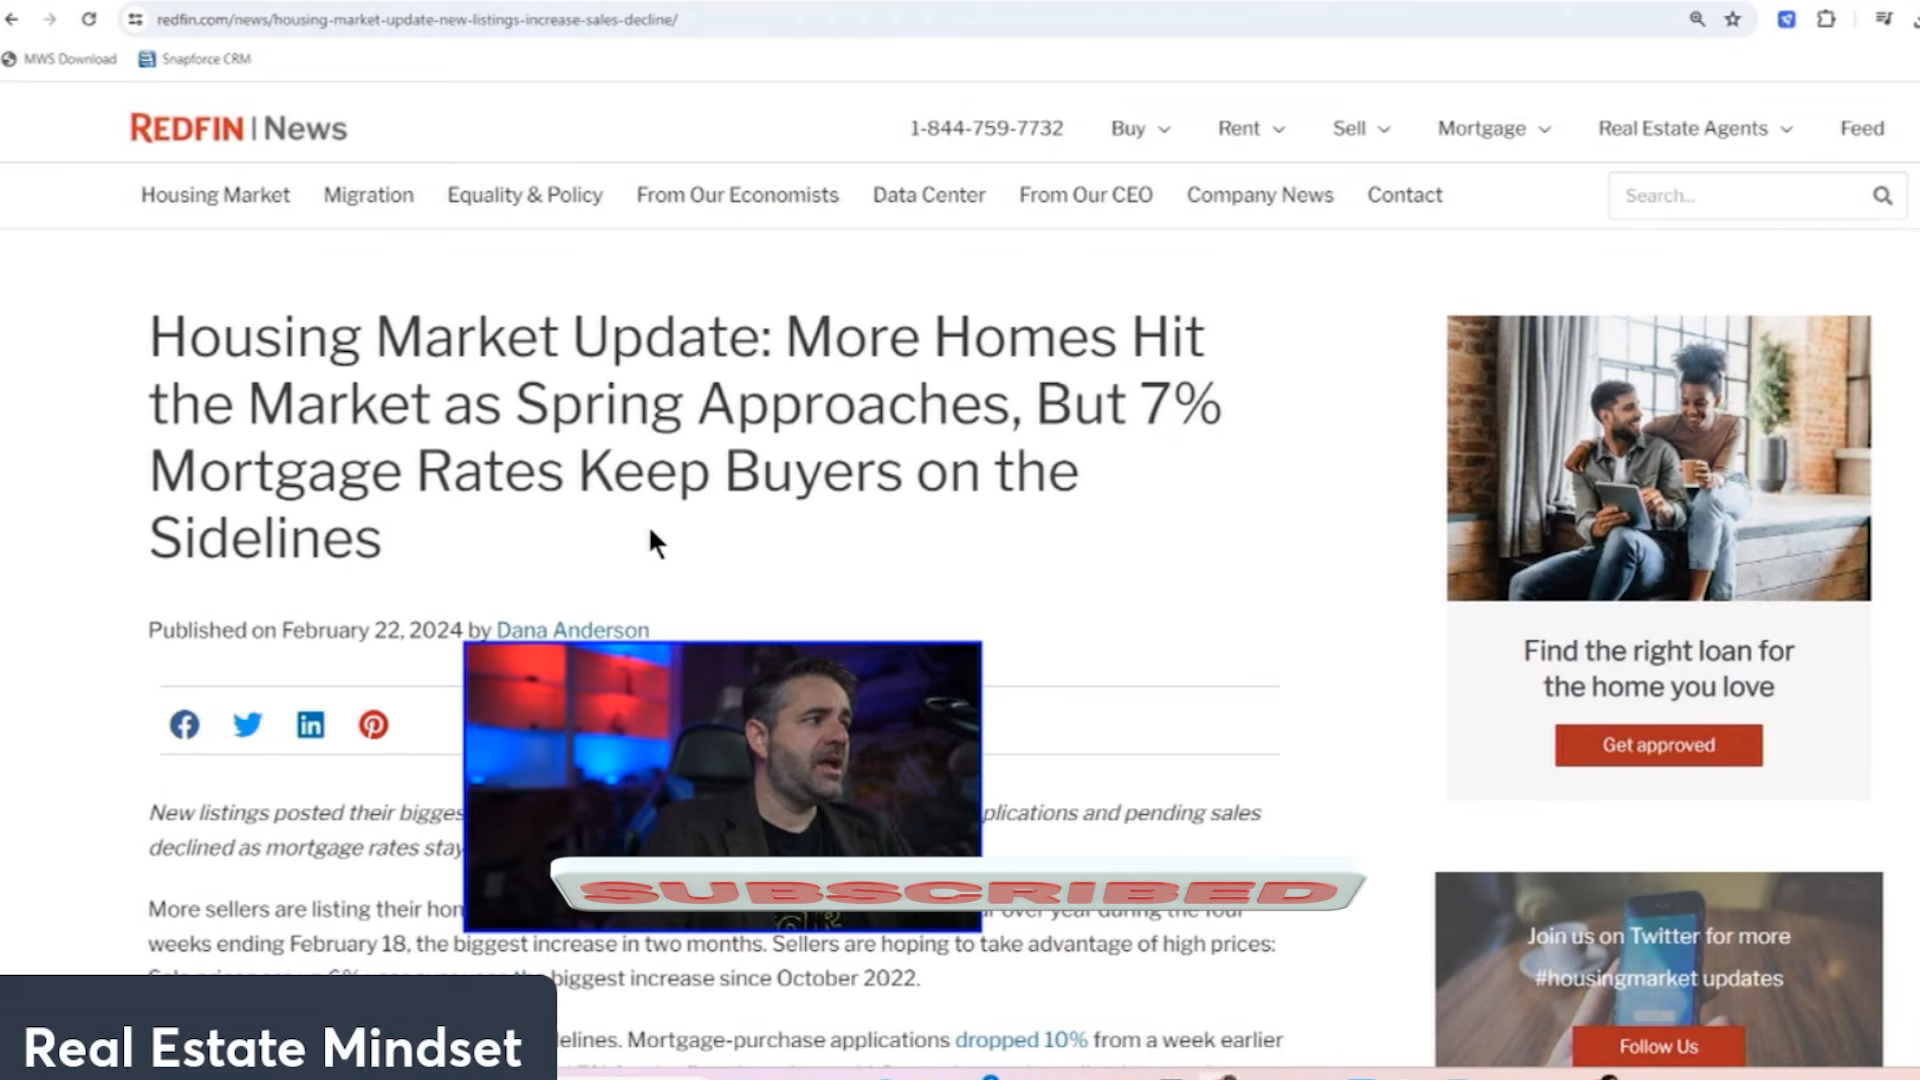 redfin.com/news/housing-market-update-new-listings-increase-sales-decline/
MWS Download Snapforce CRM
REDFIN | News 1-844-759-7732 Buy Rent Sell Mortgage Real Estate Agents Feed
Housing Market Migration Equality & Policy From Our Economists Data Center From Our CEO Company News Contact Search...
Housing Market Update: More Homes Hit
the Market as Spring Approaches, But 7%
Mortgage Rates Keep Buyers on the
Sidelines
Published on February 22, 2024 by Dana Anderson
Find the right loan for
the home you love
Get approved
New listings posted their plications and pending sales
declined as mortgage rates
SUBSCRIBED
More sellers are listing their over year during the four
weeks ending February 18, the biggest increase in two months. Sellers are hoping to take advantage of high prices:
biggest increase since October 2022.
elines. Mortgage-purchase applications dropped 10% from a week earlier
Join us on Twitter for more
#housingmarket updates
Follow Us
Real Estate Mindset